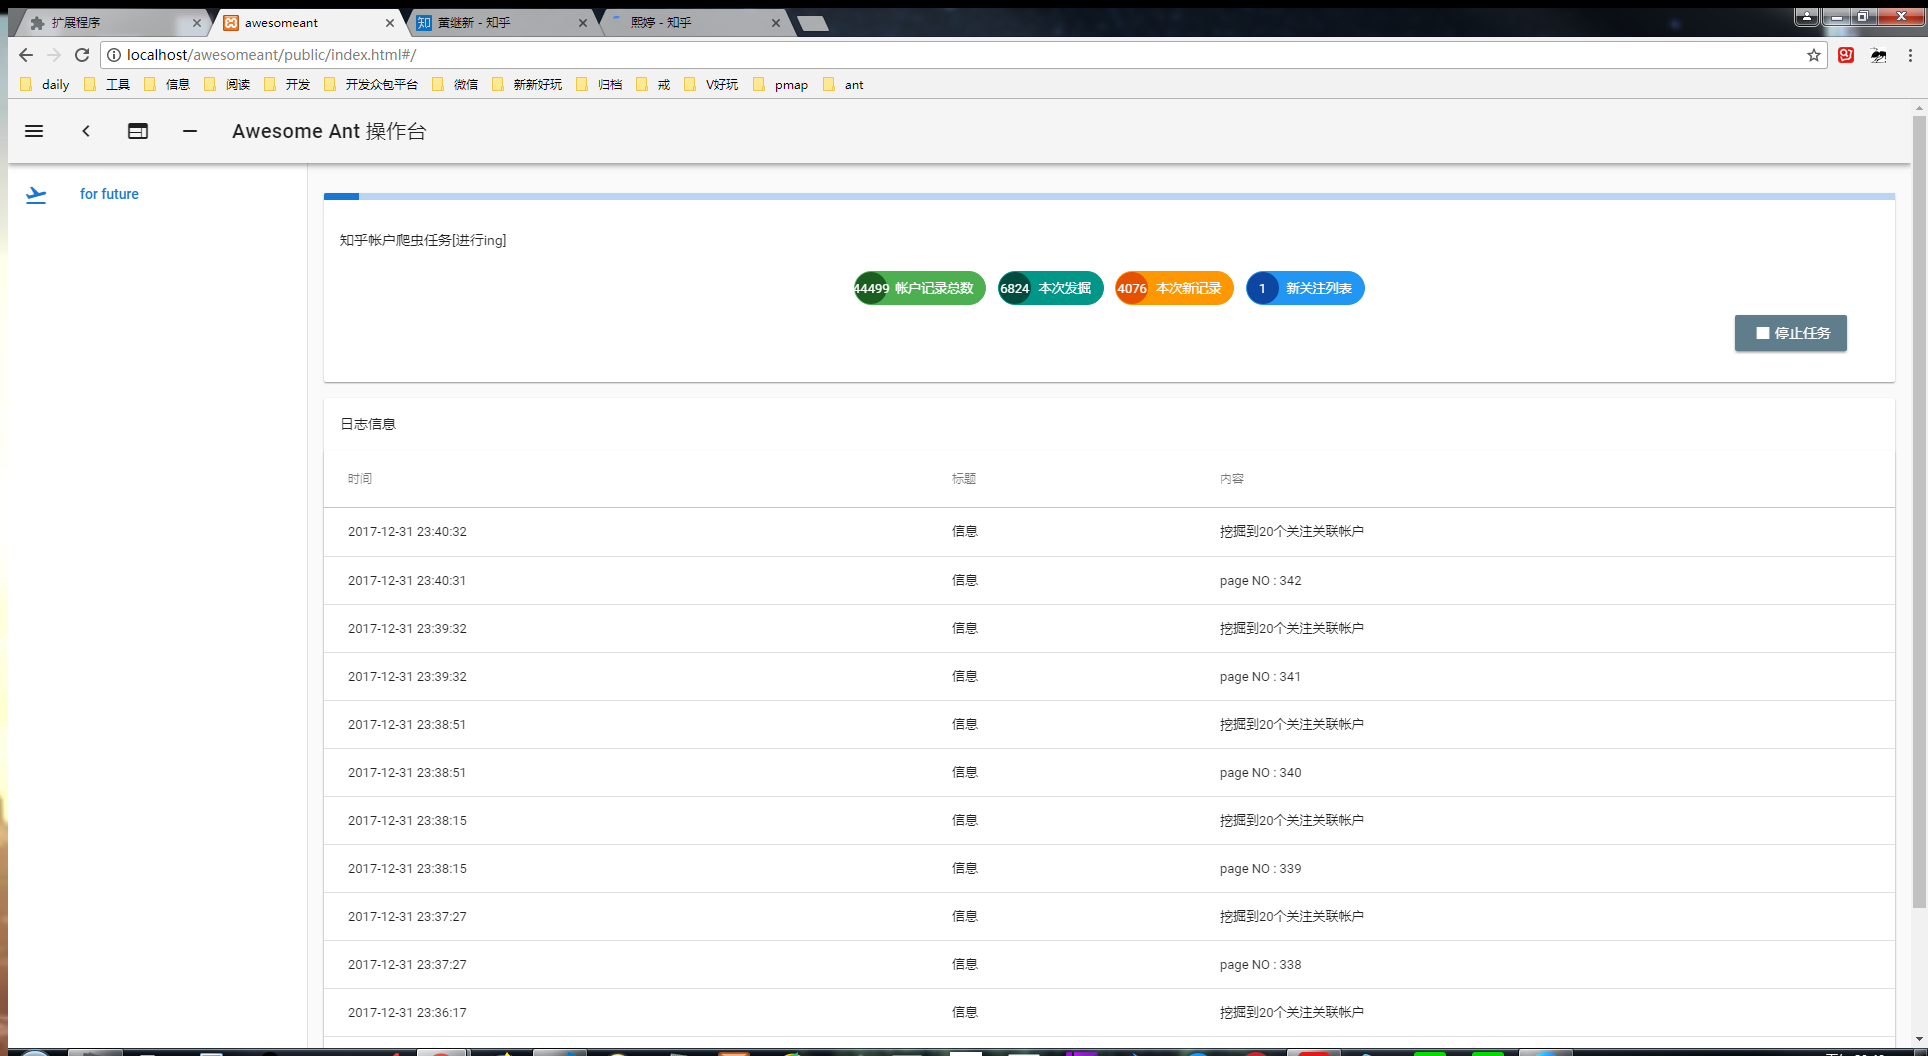 扩展程序
awesomeant
知 黄继新 - 知乎
熙婷 - 知乎
localhost/awesomeant/public/index.html#/
daily 工具 信息 阅读 开发 开发众包平台 微信 新新好玩 归档 戒 V好玩 pmap ant
Awesome Ant 操作台
for future
知乎帐户爬虫任务[进行ing]
44499 帐户记录总数 6824 本次发掘 4076 本次新记录 1 新关注列表
停止任务
日志信息
时间 标题 内容
2017-12-31 23:40:32 信息 挖掘到20个关注关联帐户
2017-12-31 23:40:31 信息 page NO : 342
2017-12-31 23:39:32 信息 挖掘到20个关注关联帐户
2017-12-31 23:39:32 信息 page NO : 341
2017-12-31 23:38:51 信息 挖掘到20个关注关联帐户
2017-12-31 23:38:51 信息 page NO : 340
2017-12-31 23:38:15 信息 挖掘到20个关注关联帐户
2017-12-31 23:38:15 信息 page NO : 339
2017-12-31 23:37:27 信息 挖掘到20个关注关联帐户
2017-12-31 23:37:27 信息 page NO : 338
2017-12-31 23:36:17 信息 挖掘到20个关注关联帐户